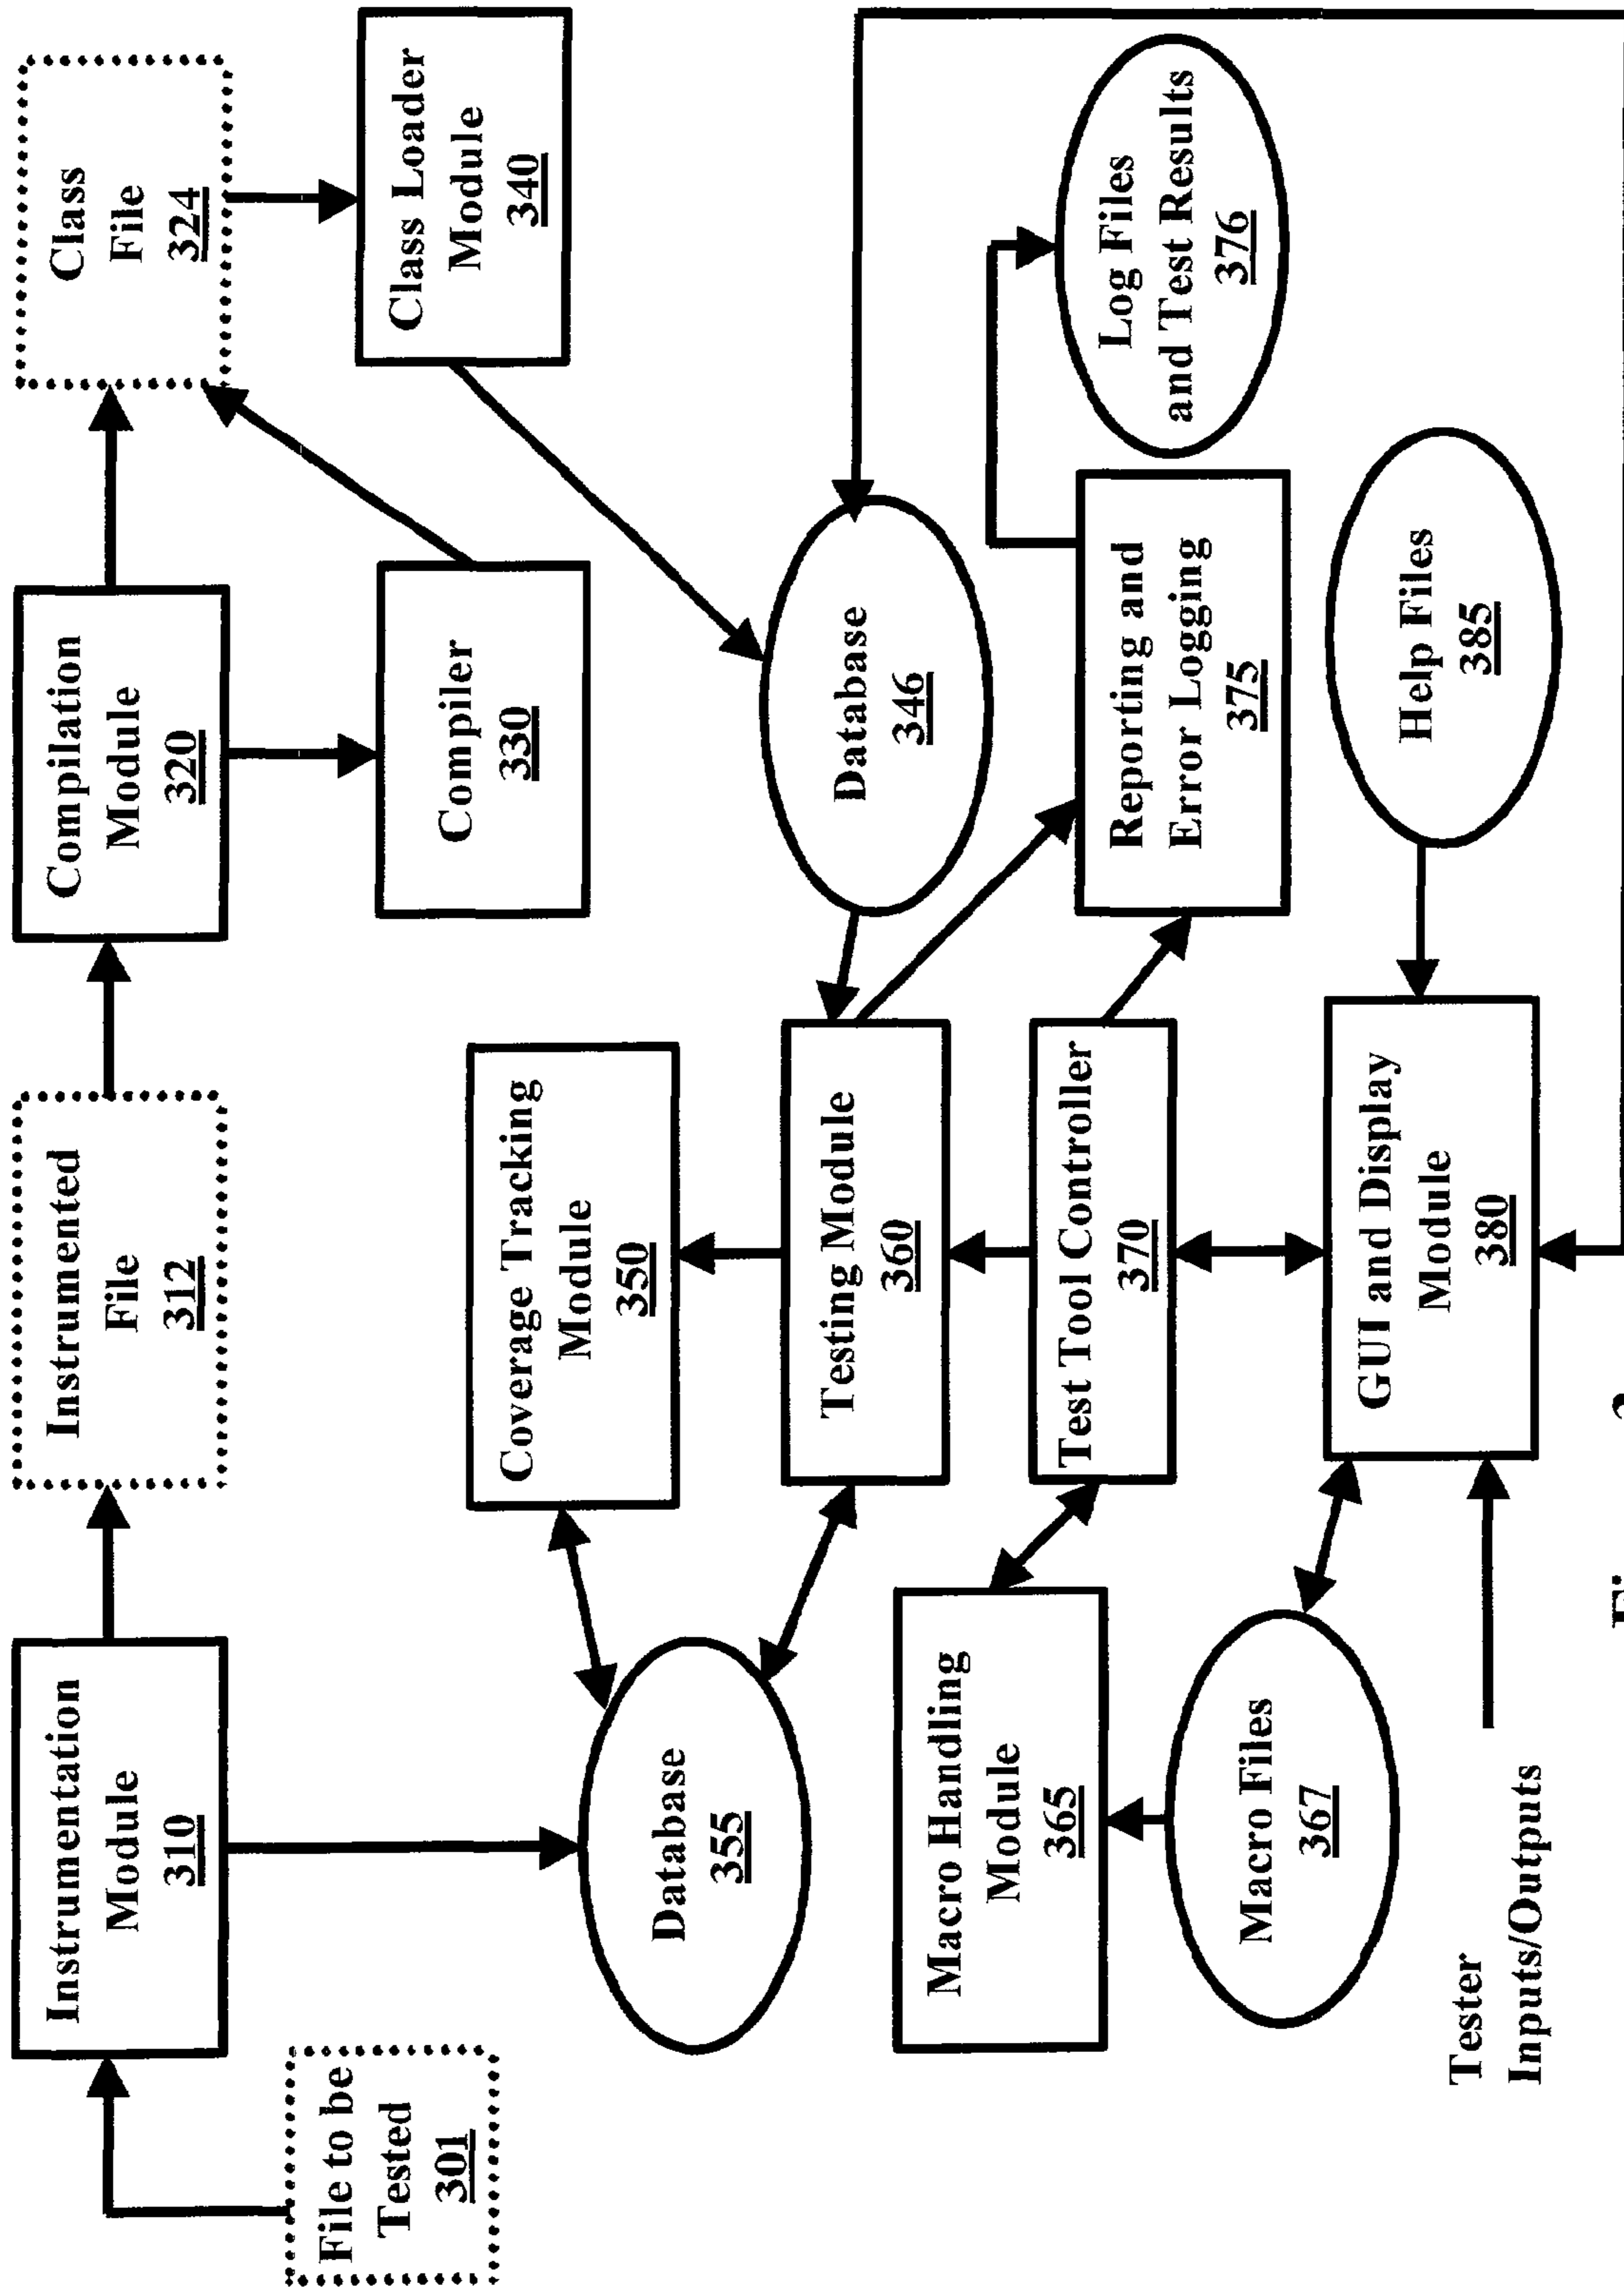 File to be
Tested
301
Instrumentation
Module
310
Instrumented
File
312
Compilation
Module
320
Class
File
324
Compiler
330
Class Loader
Module
340
Database
355
Coverage Tracking
Module
350
Database
346
Testing Module
360
Macro Handling
Module
365
Test Tool Controller
370
Reporting and
Error Logging
375
Log Files
and Test Results
376
Macro Files
367
GUI and Display
Module
380
Help Files
385
Tester
Inputs/Outputs